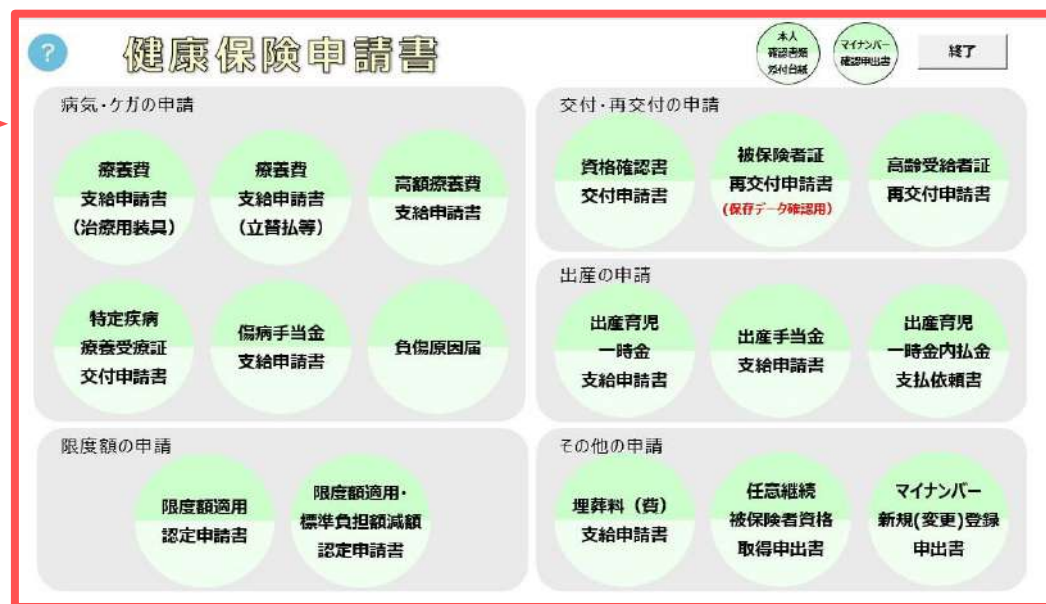 ?
健康保険申請書
本人
確認書類
添付台紙
マイナンバー
確認申出書
終了
病気・ケガの申請
療養費
支給申請書
(治療用装具)
療養費
支給申請書
(立替払等)
高額療養費
支給申請書
特定疾病
療養受療証
交付申請書
傷病手当金
支給申請書
負傷原因届
限度額の申請
限度額適用
認定申請書
限度額適用・
標準負担額減額
認定申請書
交付・再交付の申請
資格確認書
交付申請書
被保険者証
再交付申請書
(保存データ確認用)
高齢受給者証
再交付申請書
出産の申請
出産育児
一時金
支給申請書
出産手当金
支給申請書
出産育児
一時金内払金
支払依頼書
その他の申請
埋葬料（費）
支給申請書
任意継続
被保険者資格
取得申出書
マイナンバー
新規(変更)登録
申出書